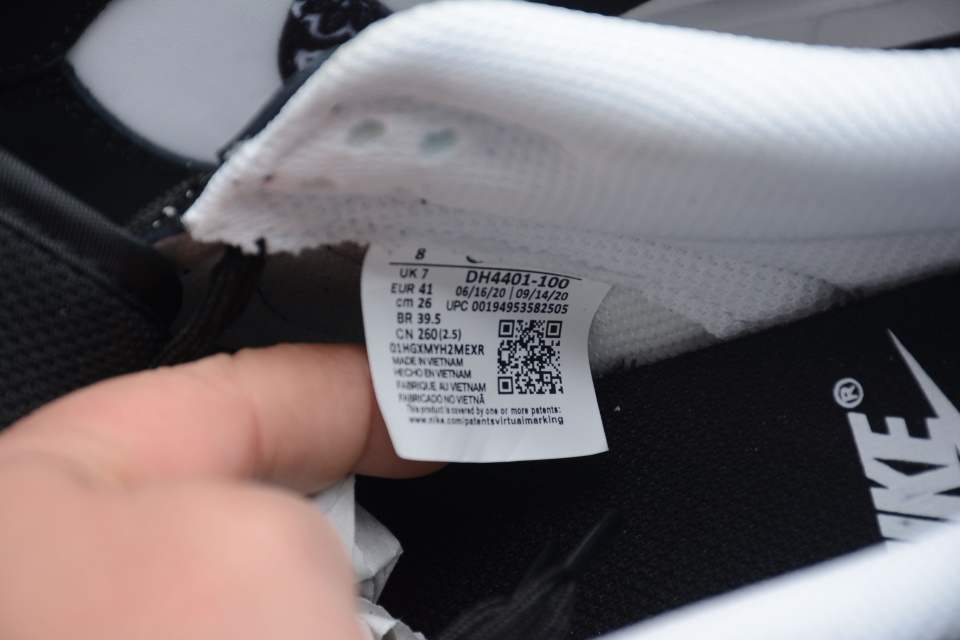 8
UK 7
EUR 41
cm 26
BR 39.5
CN 260(2.5)
DH4401-100
06/16/20 | 09/14/20
UPC 00194953582505
01HGXMYH2MEXR
MADE IN VIETNAM
HECHO EN VIETNAM
FABRIQUE AU VIETNAM
FABRICADO NO VIETNÃ
This product is covered by one or more patents:
www.nike.com/patentsvirtualmarking
NIKE®